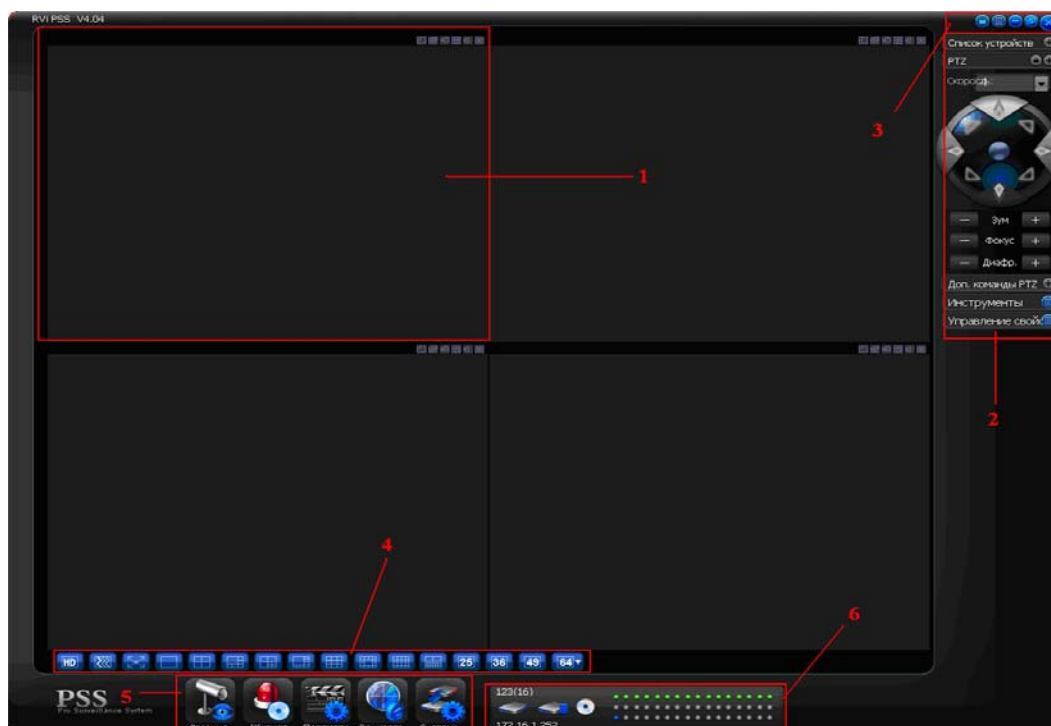 RVi PSS V4.04
Список устройств
PTZ
3
1
Зум
Фокус
Диафр.
Доп. команды PTZ
Инструменты
Управление свой
2
4
6
HD 25 36 49 64
5
PSS
Pro Surveillance System
123(16)
172.16.1.252